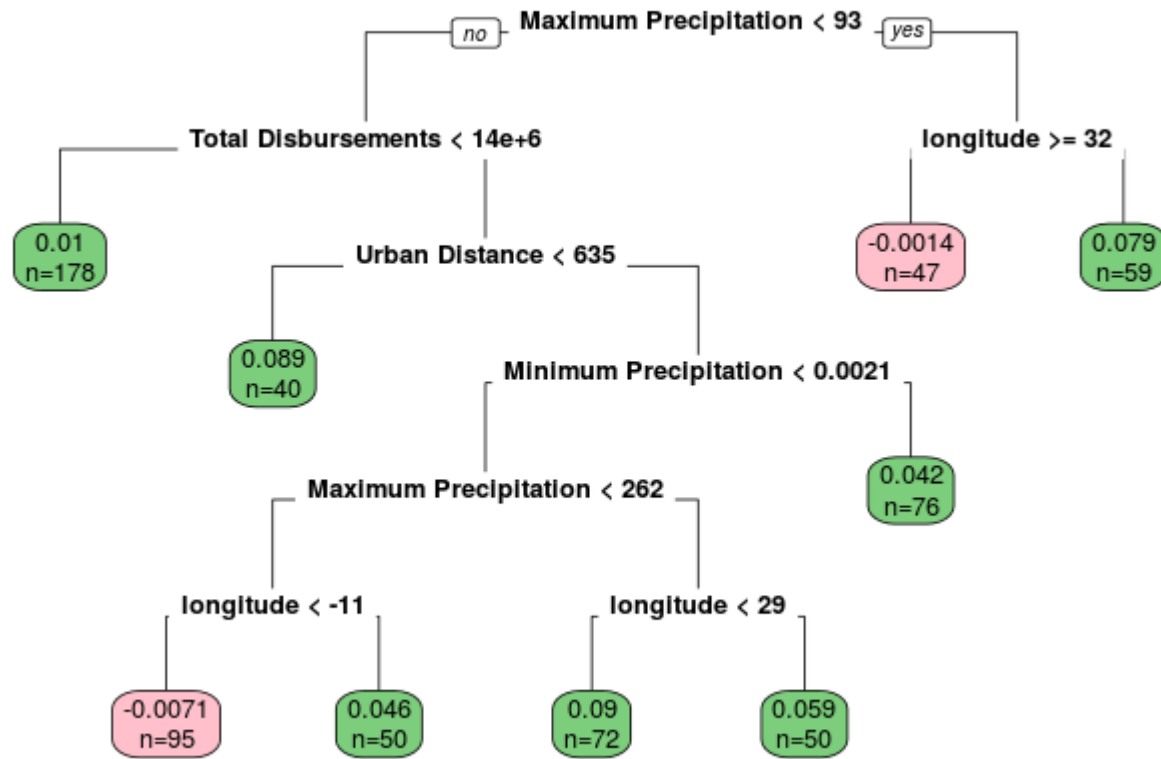 Maximum Precipitation < 93
no
yes
Total Disbursements < 14e+6
longitude >= 32
0.01
n=178
Urban Distance < 635
-0.0014
n=47
0.079
n=59
0.089
n=40
Minimum Precipitation < 0.0021
Maximum Precipitation < 262
0.042
n=76
longitude < -11
longitude < 29
-0.0071
n=95
0.046
n=50
0.09
n=72
0.059
n=50